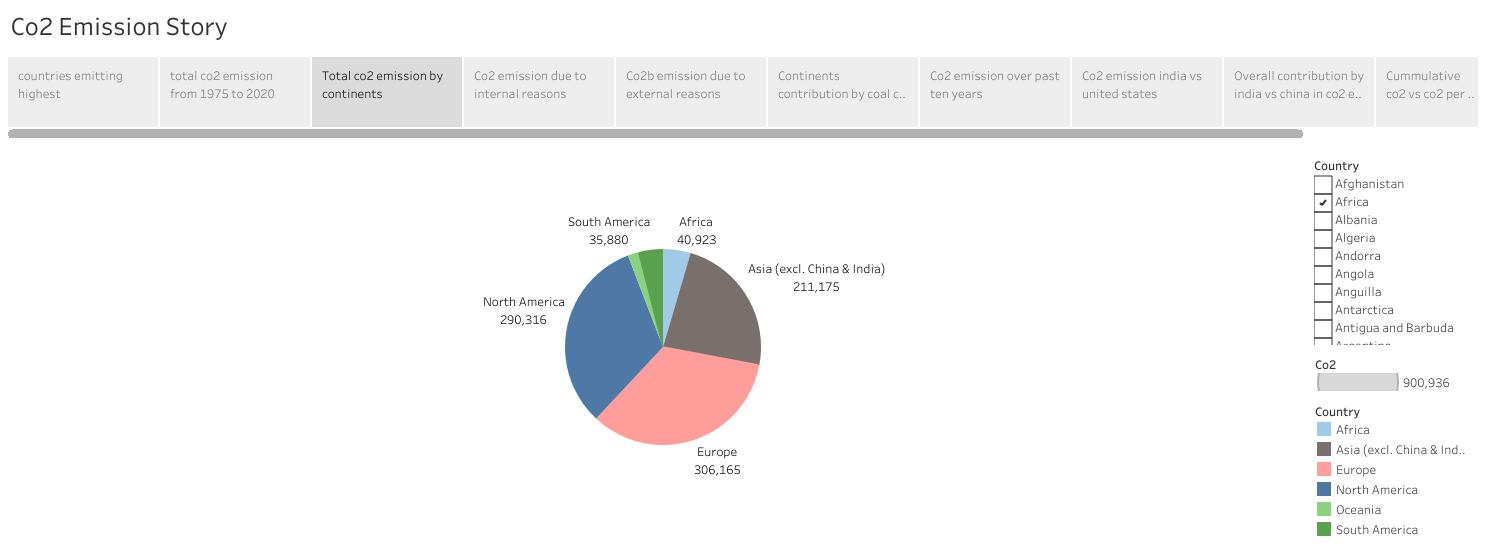 Co2 Emission Story
countries emitting
highest
total co2 emission
from 1975 to 2020
Total co2 emission by
continents
Co2 emission due to
internal reasons
Co2b emission due to
external reasons
Continents
contribution by coal c..
Co2 emission over past
ten years
Co2 emission india vs
united states
Overall contribution by
india vs china in co2 e..
Cummulative
co2 vs co2 per ..
South America
35,880
Africa
40,923
Asia (excl. China & India)
211,175
North America
290,316
Europe
306,165
Country
Afghanistan
Africa
Albania
Algeria
Andorra
Angola
Anguilla
Antarctica
Antigua and Barbuda
Co2
900,936
Country
Africa
Asia (excl. China & Ind..
Europe
North America
Oceania
South America